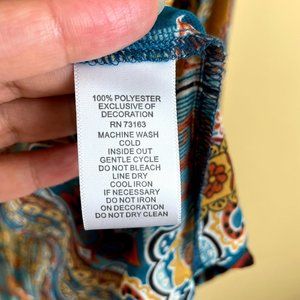 100% POLYESTER
EXCLUSIVE OF
DECORATION
RN 73163
MACHINE WASH
COLD
INSIDE OUT
GENTLE CYCLE
DO NOT BLEACH
LINE DRY
COOL IRON
IF NECESSARY
DO NOT IRON
ON DECORATION
DO NOT DRY CLEAN